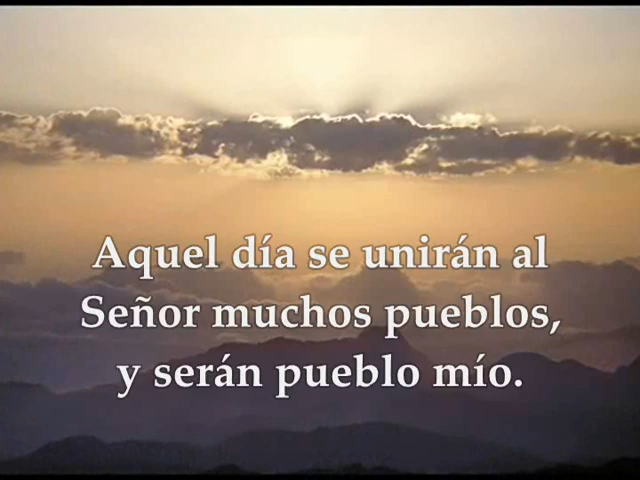 Aquel día se unirán al
Señor muchos pueblos,
y serán pueblo mío.